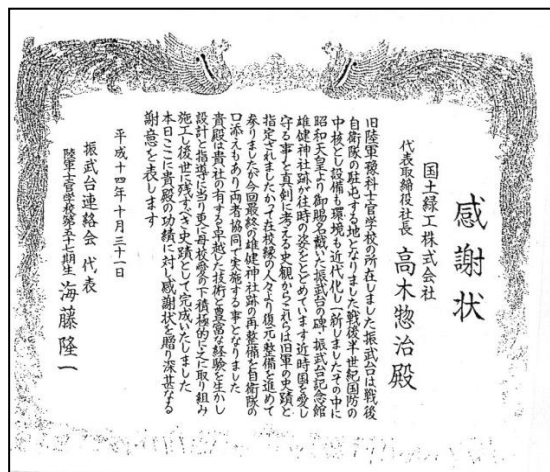 感謝状
国土緑工株式会社
代表取締役社長 高木惣治殿
旧陸軍豫科士官学校の所在しました振武台は戦後
自衛隊の駐屯する地となりました戦後半世紀国防の
中核とし設備も環境も近代化し一新しましたその中に
昭和天皇より御賜名戴いた振武台の碑・振武台記念館
雄健神社跡が往時の姿をとどめています近時国を愛し
守る事を真剣に考える史観からこれらは旧軍の史蹟と
指定されましたかつて在校縁の人々より復元・整備を進めて
参りましたが今回最終の雄健神社跡の再整備を自衛隊の
口添えもあり両者協同で実施する事となりました
貴殿は貴社の有する卓越した技術と豊富な経験を生かし
設計と指導に当り更に母校愛の下積極的に之に取り組み
施工し後世に残すべき史蹟として完成いたしました
本日ここに貴殿の功績に対し感謝状を贈り深甚なる
謝意を表します
平成十四年十月三十一日
振武台連絡会 代表
陸軍士官学校第五十七期生 海藤隆一